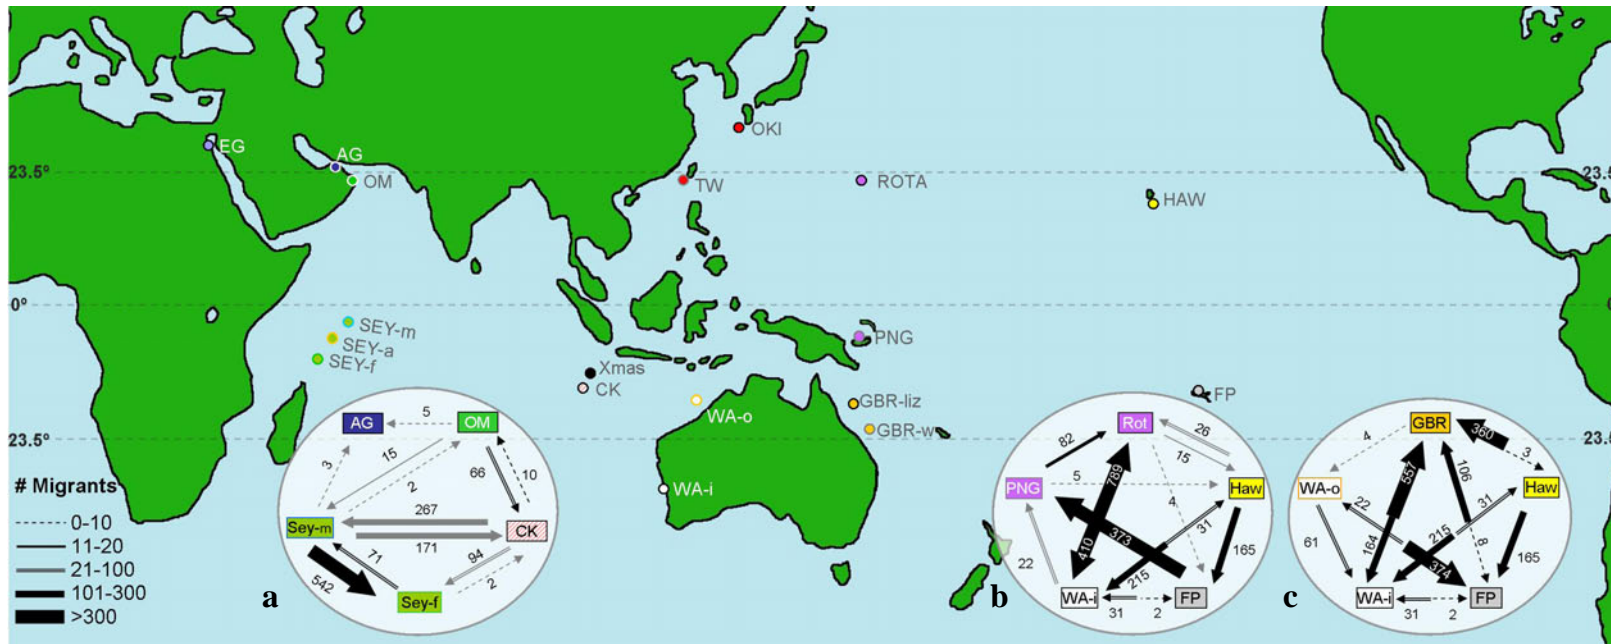 OKI
EG
AG
23.5º
23.5
OM
TW
ROTA
HAW
0º
0
SEY-m
SEY-a
SEY-f
PNG
Xmas
CK
FP
WA-o
GBR-liz
GBR-w
23.5º
23.5
WA-i
# Migrants
0-10
11-20
21-100
101-300
>300
a
AG
5
OM
3
15
2
66
10
267
Sey-m
CK
171
71
94
542
2
Sey-f
b
Rot
82
26
15
789
5
PNG
Haw
4
31
373
410
165
22
215
WA-i
FP
31
2
c
GBR
360
4
3
557
106
WA-o
Haw
22
31
215
61
164
8
165
374
WA-i
FP
31
2